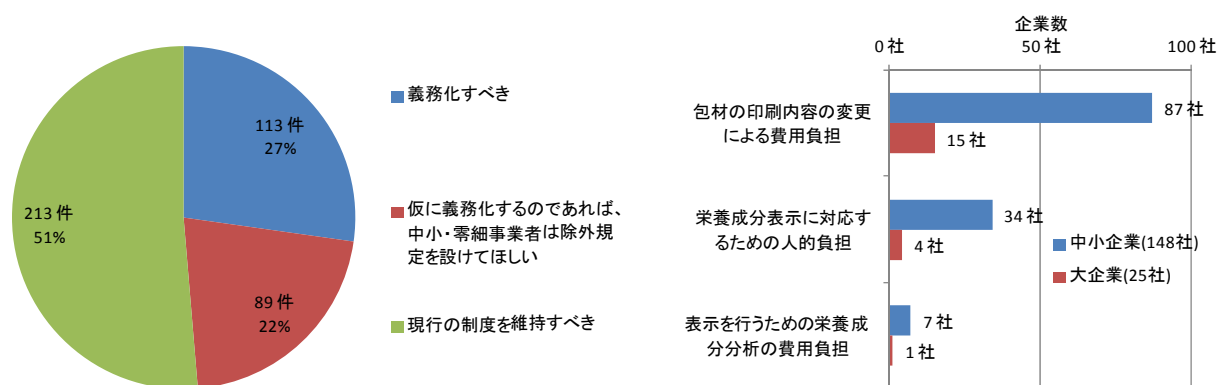 113 件
27%
89 件
22%
213 件
51%
義務化すべき
仮に義務化するのであれば、
中小・零細事業者は除外規
定を設けてほしい
現行の制度を維持すべき
企業数
0 社
50 社
100 社
包材の印刷内容の変更
による費用負担
87 社
15 社
栄養成分表示に対応す
るための人的負担
34 社
4 社
表示を行うための栄養成
分分析の費用負担
7 社
1 社
中小企業(148社)
大企業(25社)